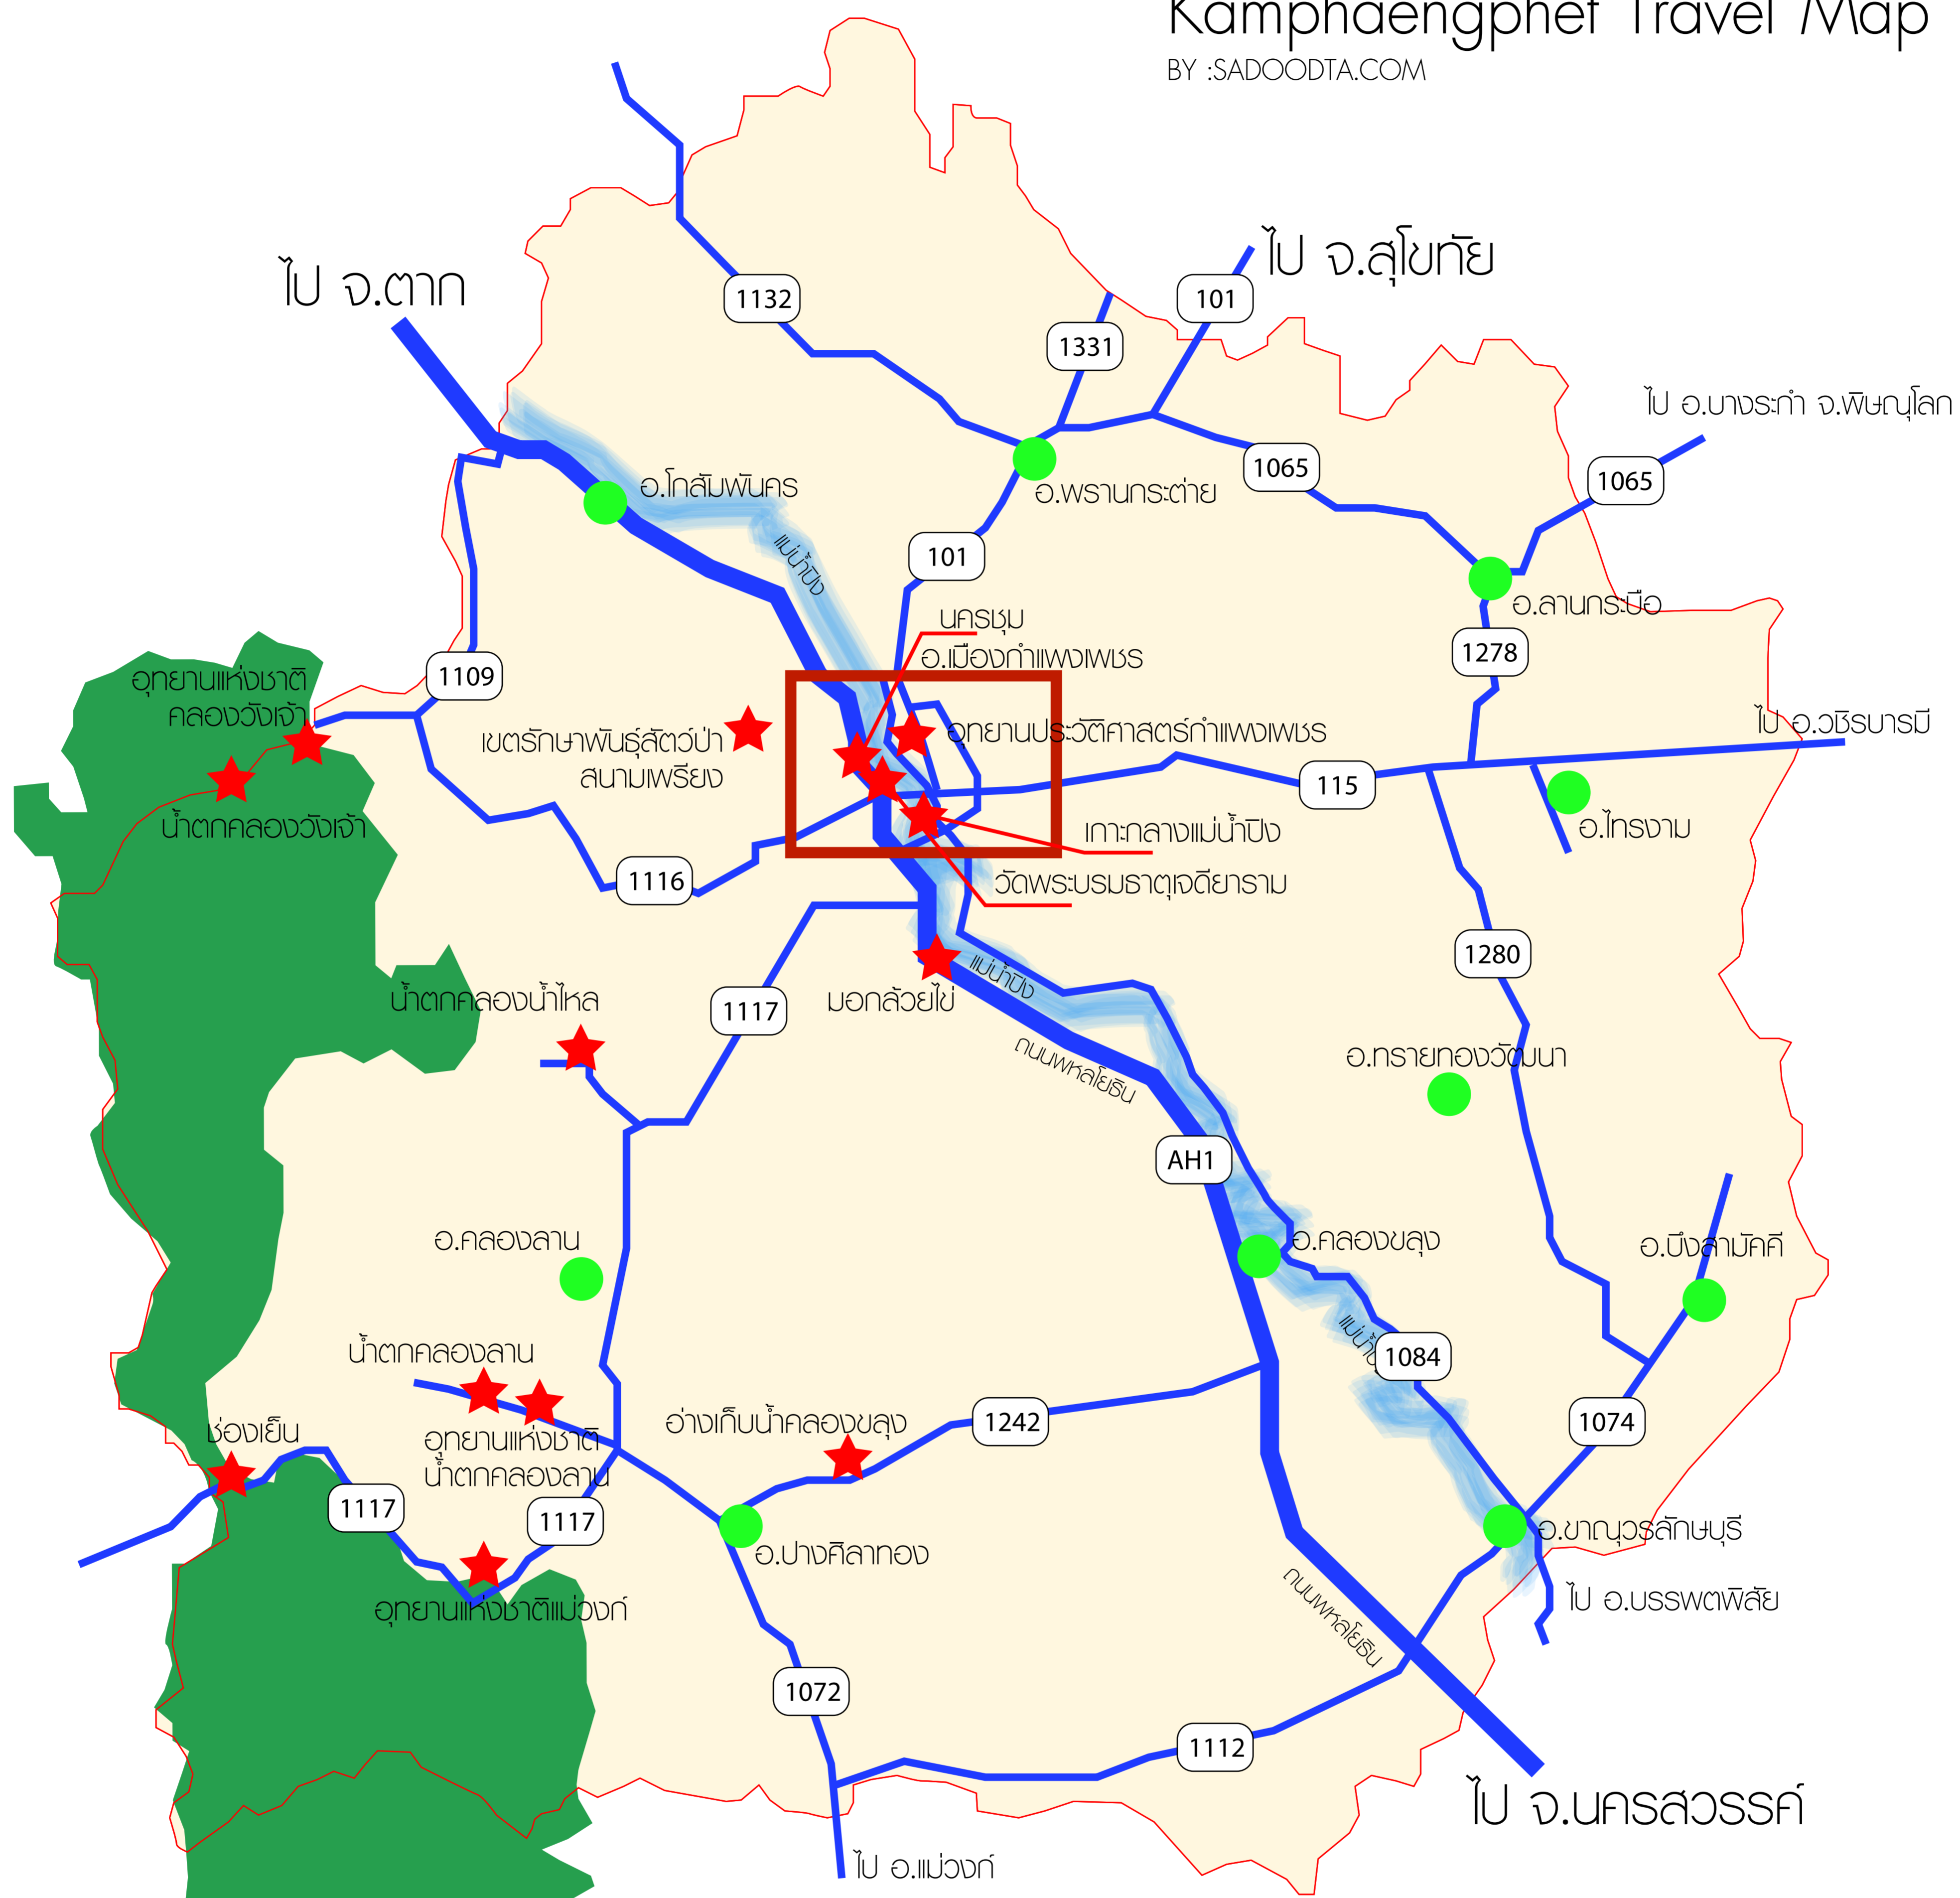 Kamphaengphet Travel Map
BY :SADOODTA.COM
ไป จ.สุโขทัย
ไป จ.ตาก
1132
101
1331
ไป อ.บางระกำ จ.พิษณุโลก
1065
1065
อ.โกสัมพีนคร
อ.พรานกระต่าย
แม่น้ำปิง
101
อ.ลานกระบือ
นครชุม
1278
อ.เมืองกำแพงเพชร
1109
อุทยานแห่งชาติ
คลองวังเจ้า
ไป อ.วชิรบารมี
เขตรักษาพันธุ์สัตว์ป่า
สนามเพรียง
อุทยานประวัติศาสตร์กำแพงเพชร
115
น้ำตกคลองวังเจ้า
เกาะกลางแม่น้ำปิง
อ.ไทรงาม
1116
วัดพระบรมธาตุเจดียาราม
1280
แม่น้ำปิง
น้ำตกคลองน้ำไหล
1117
มอกล้วยไข่
ถนนพหลโยธิน
อ.ทรายทองวัฒนา
AH1
อ.คลองลาน
อ.คลองขลุง
อ.บึงสามัคคี
น้ำตกคลองลาน
1084
ช่องเย็น
อุทยานแห่งชาติ
น้ำตกคลองลาน
อ่างเก็บน้ำคลองขลุง
1242
1074
1117
1117
อ.ปางศิลาทอง
อ.ขาณุวรลักษบุรี
อุทยานแห่งชาติแม่วงก์
ถนนพหลโยธิน
ไป อ.บรรพตพิสัย
1072
1112
ไป จ.นครสวรรค์
ไป อ.แม่วงก์